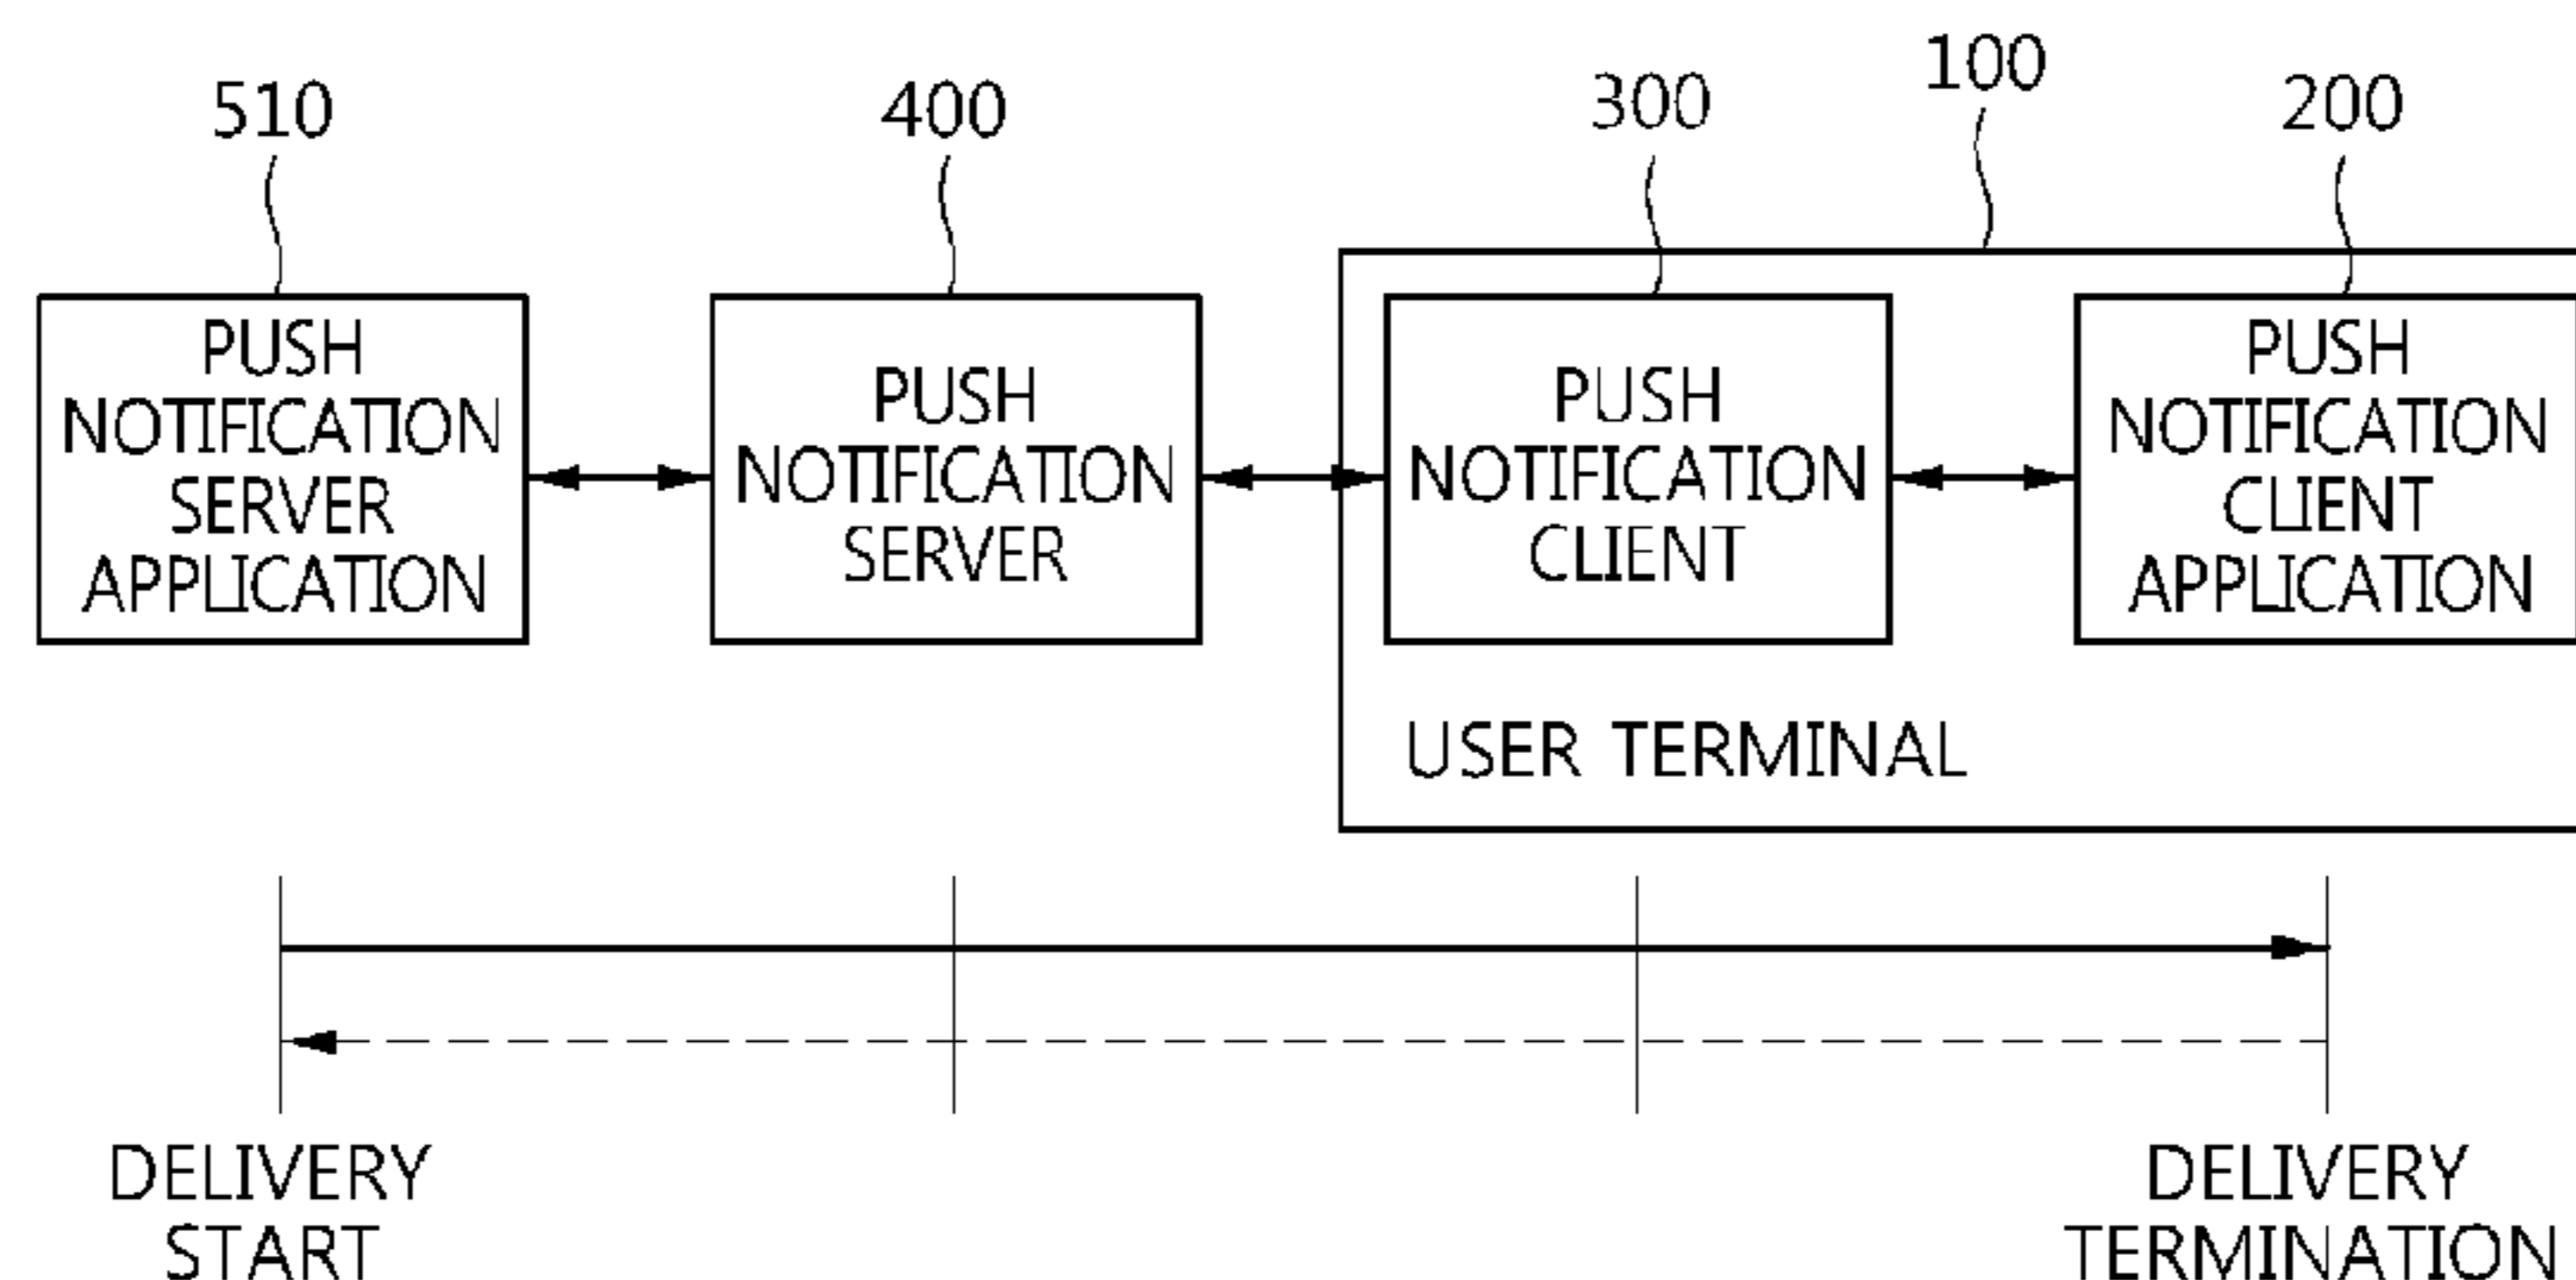 100
510
400
300
200
PUSH
NOTIFICATION
SERVER
APPLICATION
PUSH
NOTIFICATION
SERVER
PUSH
NOTIFICATION
CLIENT
PUSH
NOTIFICATION
CLIENT
APPLICATION
USER TERMINAL
DELIVERY
START
DELIVERY
TERMINATION